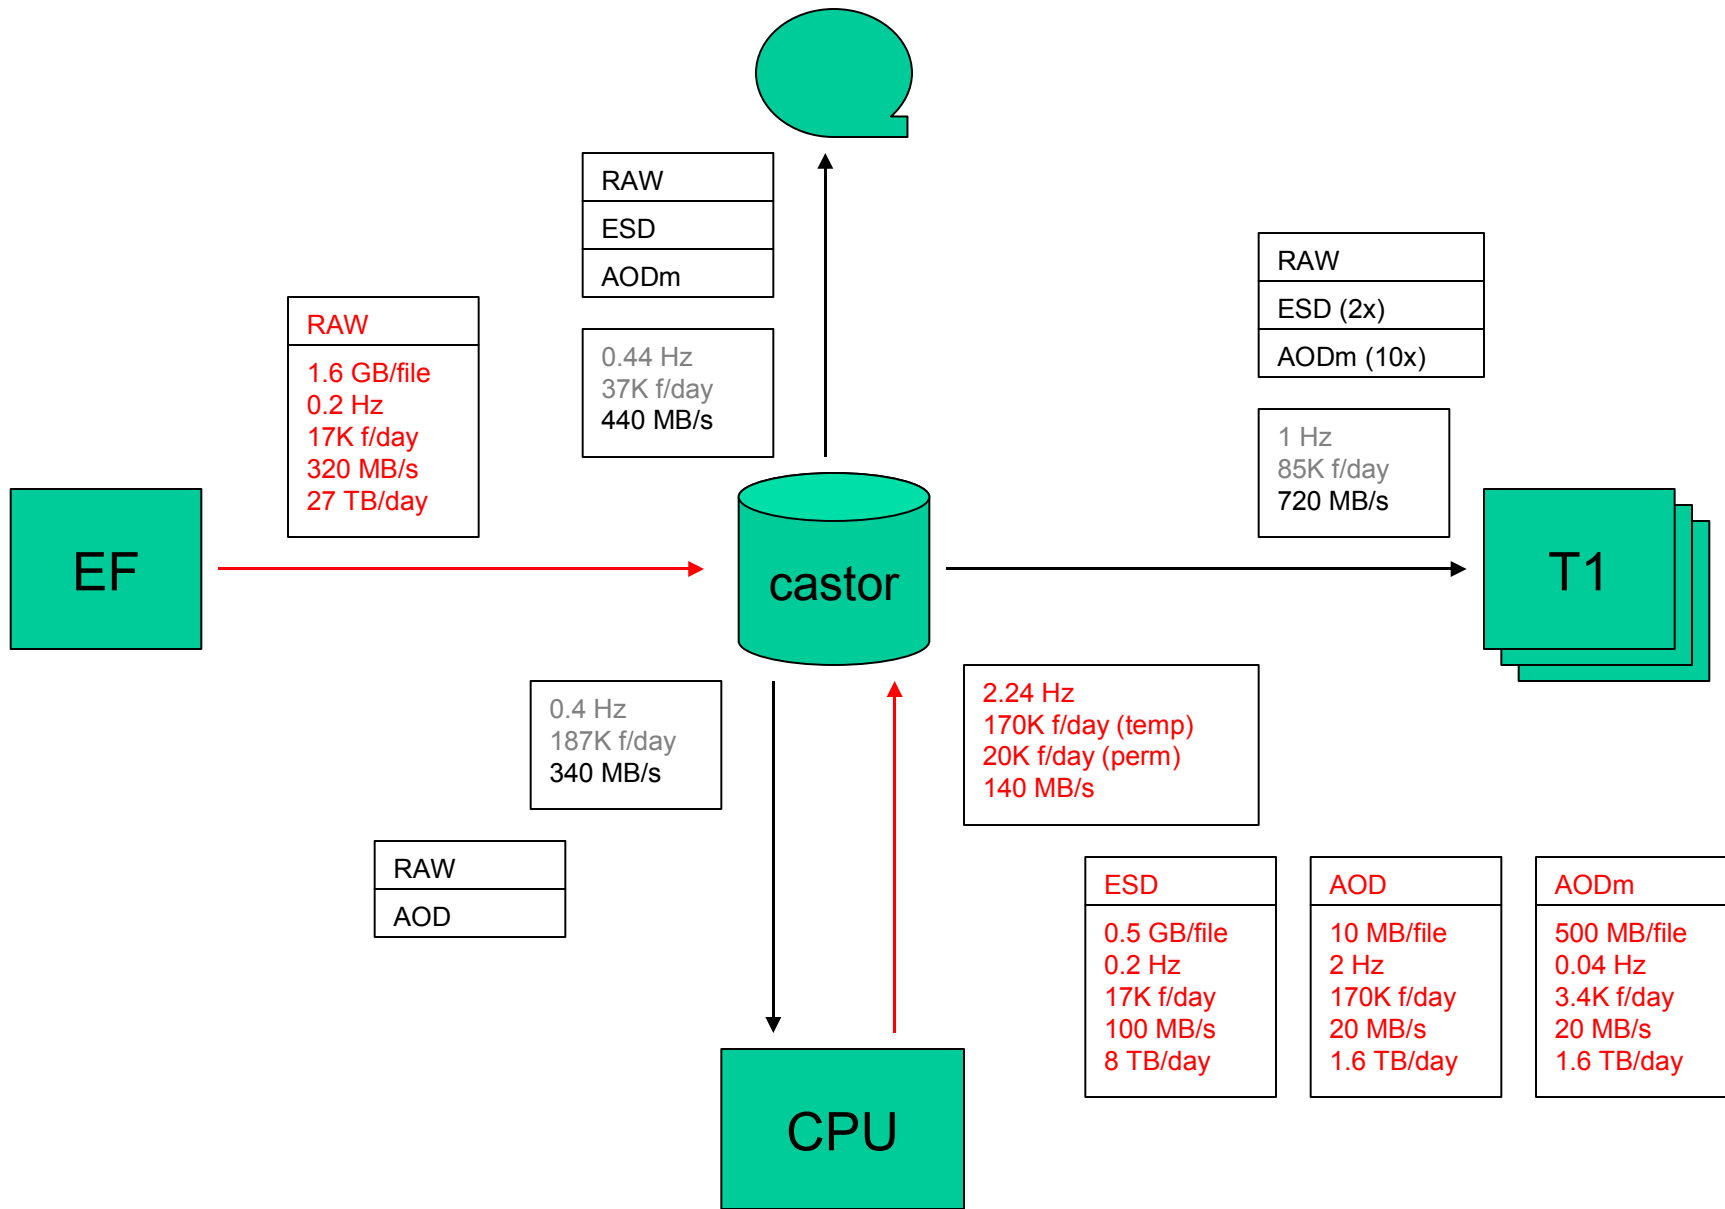 RAW
ESD
AODm
0.44 Hz
37K f/day
440 MB/s
RAW
1.6 GB/file
0.2 Hz
17K f/day
320 MB/s
27 TB/day
RAW
ESD (2x)
AODm (10x)
1 Hz
85K f/day
720 MB/s
EF
castor
T1
0.4 Hz
187K f/day
340 MB/s
RAW
AOD
2.24 Hz
170K f/day (temp)
20K f/day (perm)
140 MB/s
ESD
0.5 GB/file
0.2 Hz
17K f/day
100 MB/s
8 TB/day
AOD
10 MB/file
2 Hz
170K f/day
20 MB/s
1.6 TB/day
AODm
500 MB/file
0.04 Hz
3.4K f/day
20 MB/s
1.6 TB/day
CPU